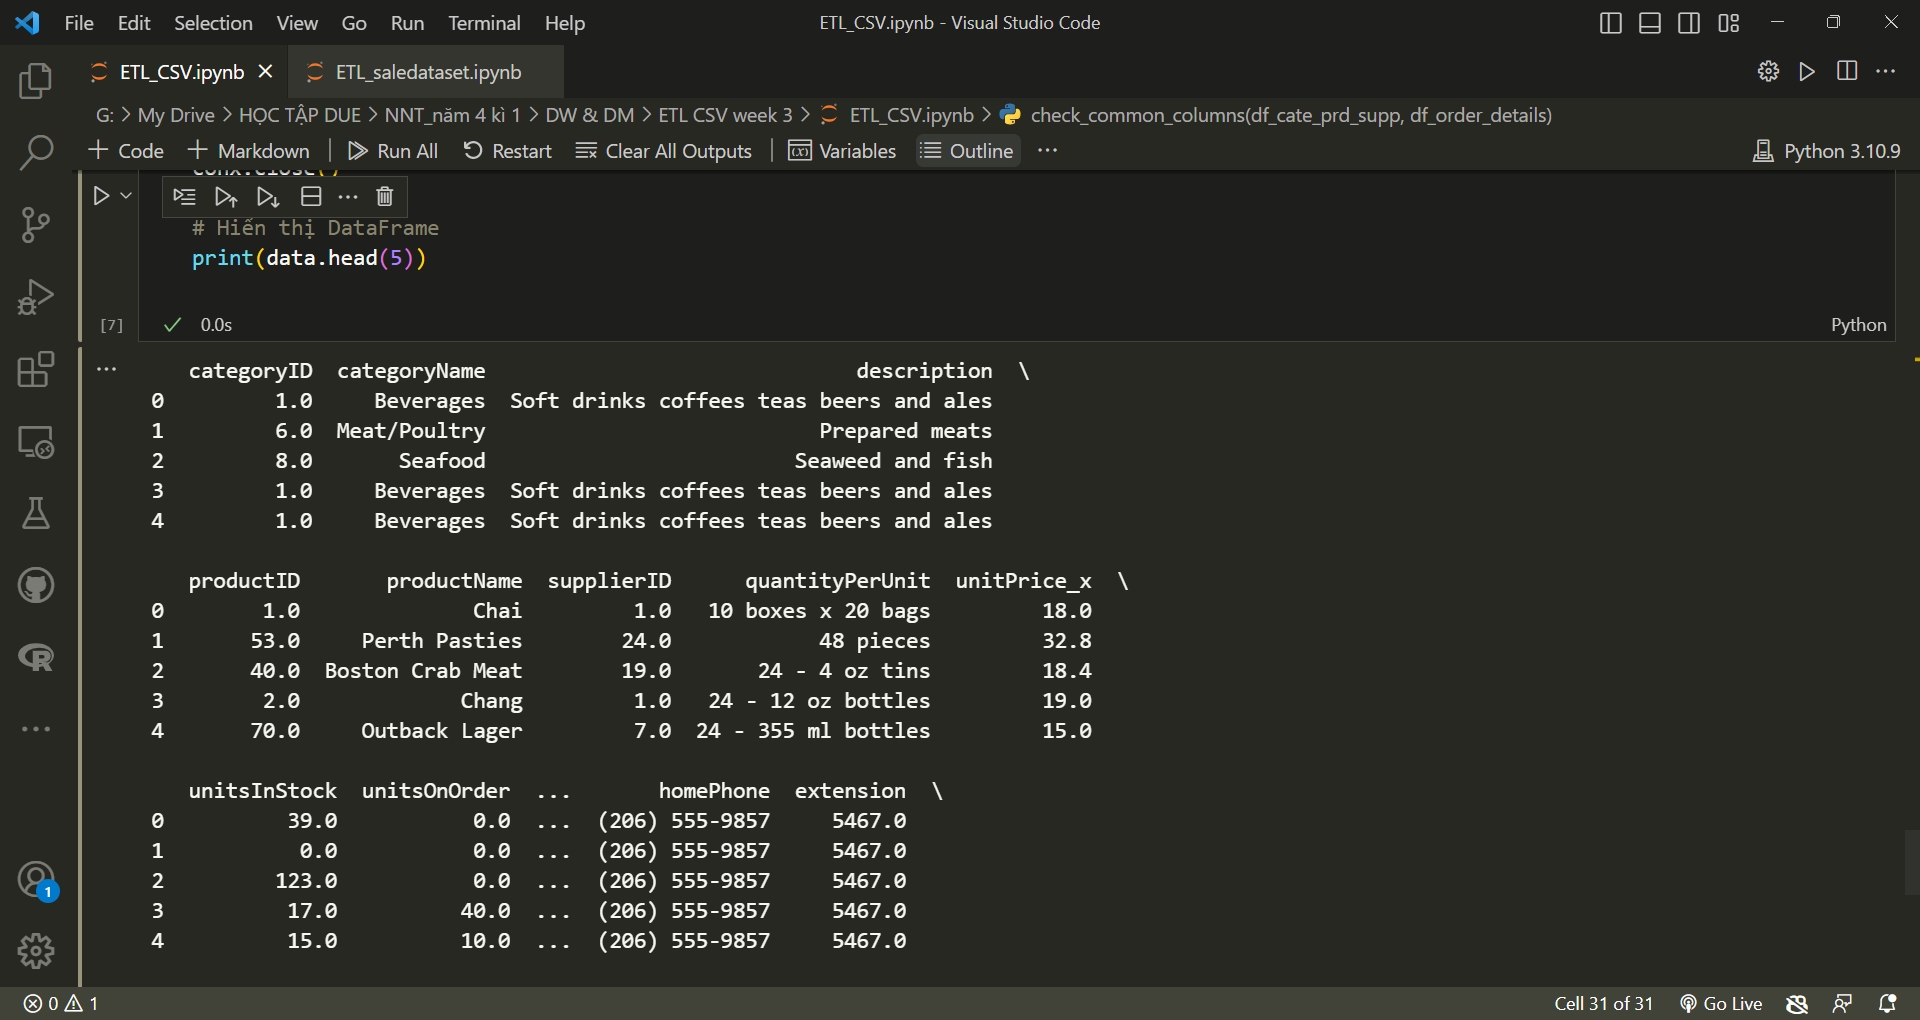 File Edit Selection View Go Run Terminal Help ETL_CSV.ipynb - Visual Studio Code
ETL_CSV.ipynb ETL_saledataset.ipynb
G: > My Drive > HỌC TẬP DUE > NNT_năm 4 kì 1 > DW & DM > ETL CSV week 3 > ETL_CSV.ipynb > check_common_columns(df_cate_prd_supp, df_order_details)
+ Code + Markdown Run All Restart Clear All Outputs Variables Outline ... Python 3.10.9
conx.close()
# Hiển thị DataFrame
print(data.head(5))
[7] 0.0s Python
... categoryID categoryName description \
0 1.0 Beverages Soft drinks coffees teas beers and ales
1 6.0 Meat/Poultry Prepared meats
2 8.0 Seafood Seaweed and fish
3 1.0 Beverages Soft drinks coffees teas beers and ales
4 1.0 Beverages Soft drinks coffees teas beers and ales
productID productName supplierID quantityPerUnit unitPrice_x \
0 1.0 Chai 1.0 10 boxes x 20 bags 18.0
1 53.0 Perth Pasties 24.0 48 pieces 32.8
2 40.0 Boston Crab Meat 19.0 24 - 4 oz tins 18.4
3 2.0 Chang 1.0 24 - 12 oz bottles 19.0
4 70.0 Outback Lager 7.0 24 - 355 ml bottles 15.0
unitsInStock unitsOnOrder ... homePhone extension \
0 39.0 0.0 ... (206) 555-9857 5467.0
1 0.0 0.0 ... (206) 555-9857 5467.0
2 123.0 0.0 ... (206) 555-9857 5467.0
3 17.0 40.0 ... (206) 555-9857 5467.0
4 15.0 10.0 ... (206) 555-9857 5467.0
1
0 1 Cell 31 of 31 Go Live